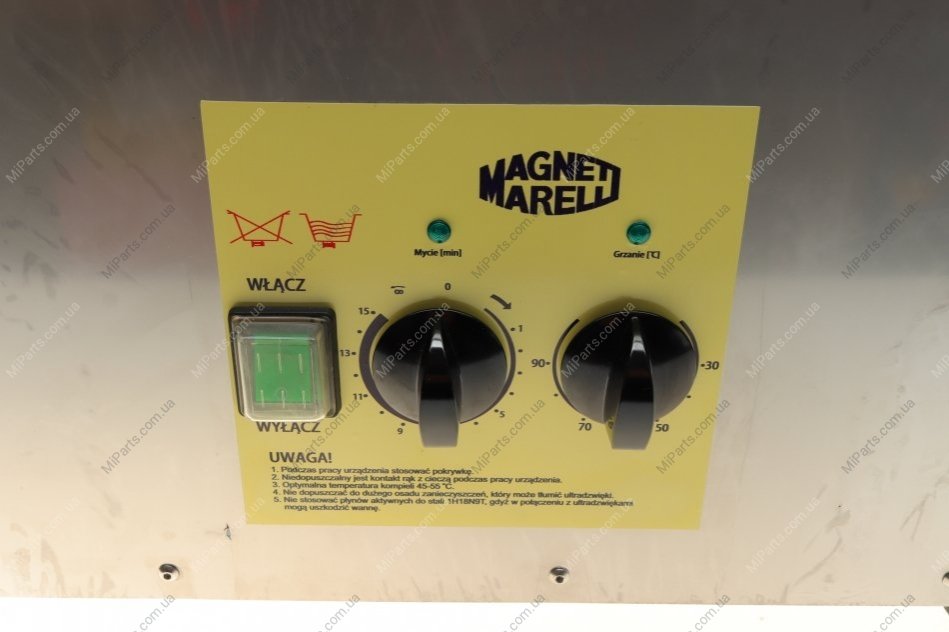 MAGNETI
MARELLI
Mycie [min]
Grzanie [°C]
WŁĄCZ
0
∞
15
1
13
11
5
9
90
30
70
50
WYŁĄCZ
UWAGA!
1. Podczas pracy urządzenia stosować pokrywkę.
2. Niedopuszczalny jest kontakt rąk z cieczą podczas pracy urządzenia.
3. Optymalna temperatura kompieli 45-55 °C.
4. Nie dopuszczać do dużego osadu zanieczyszczeń, który może tłumić ultradzwięki.
5. Nie stosować płynów aktywnych do stali 1H18N9T, gdyż w połączeniu z ultradzwiękami
mogą uszkodzić wannę.
MiParts.com.ua